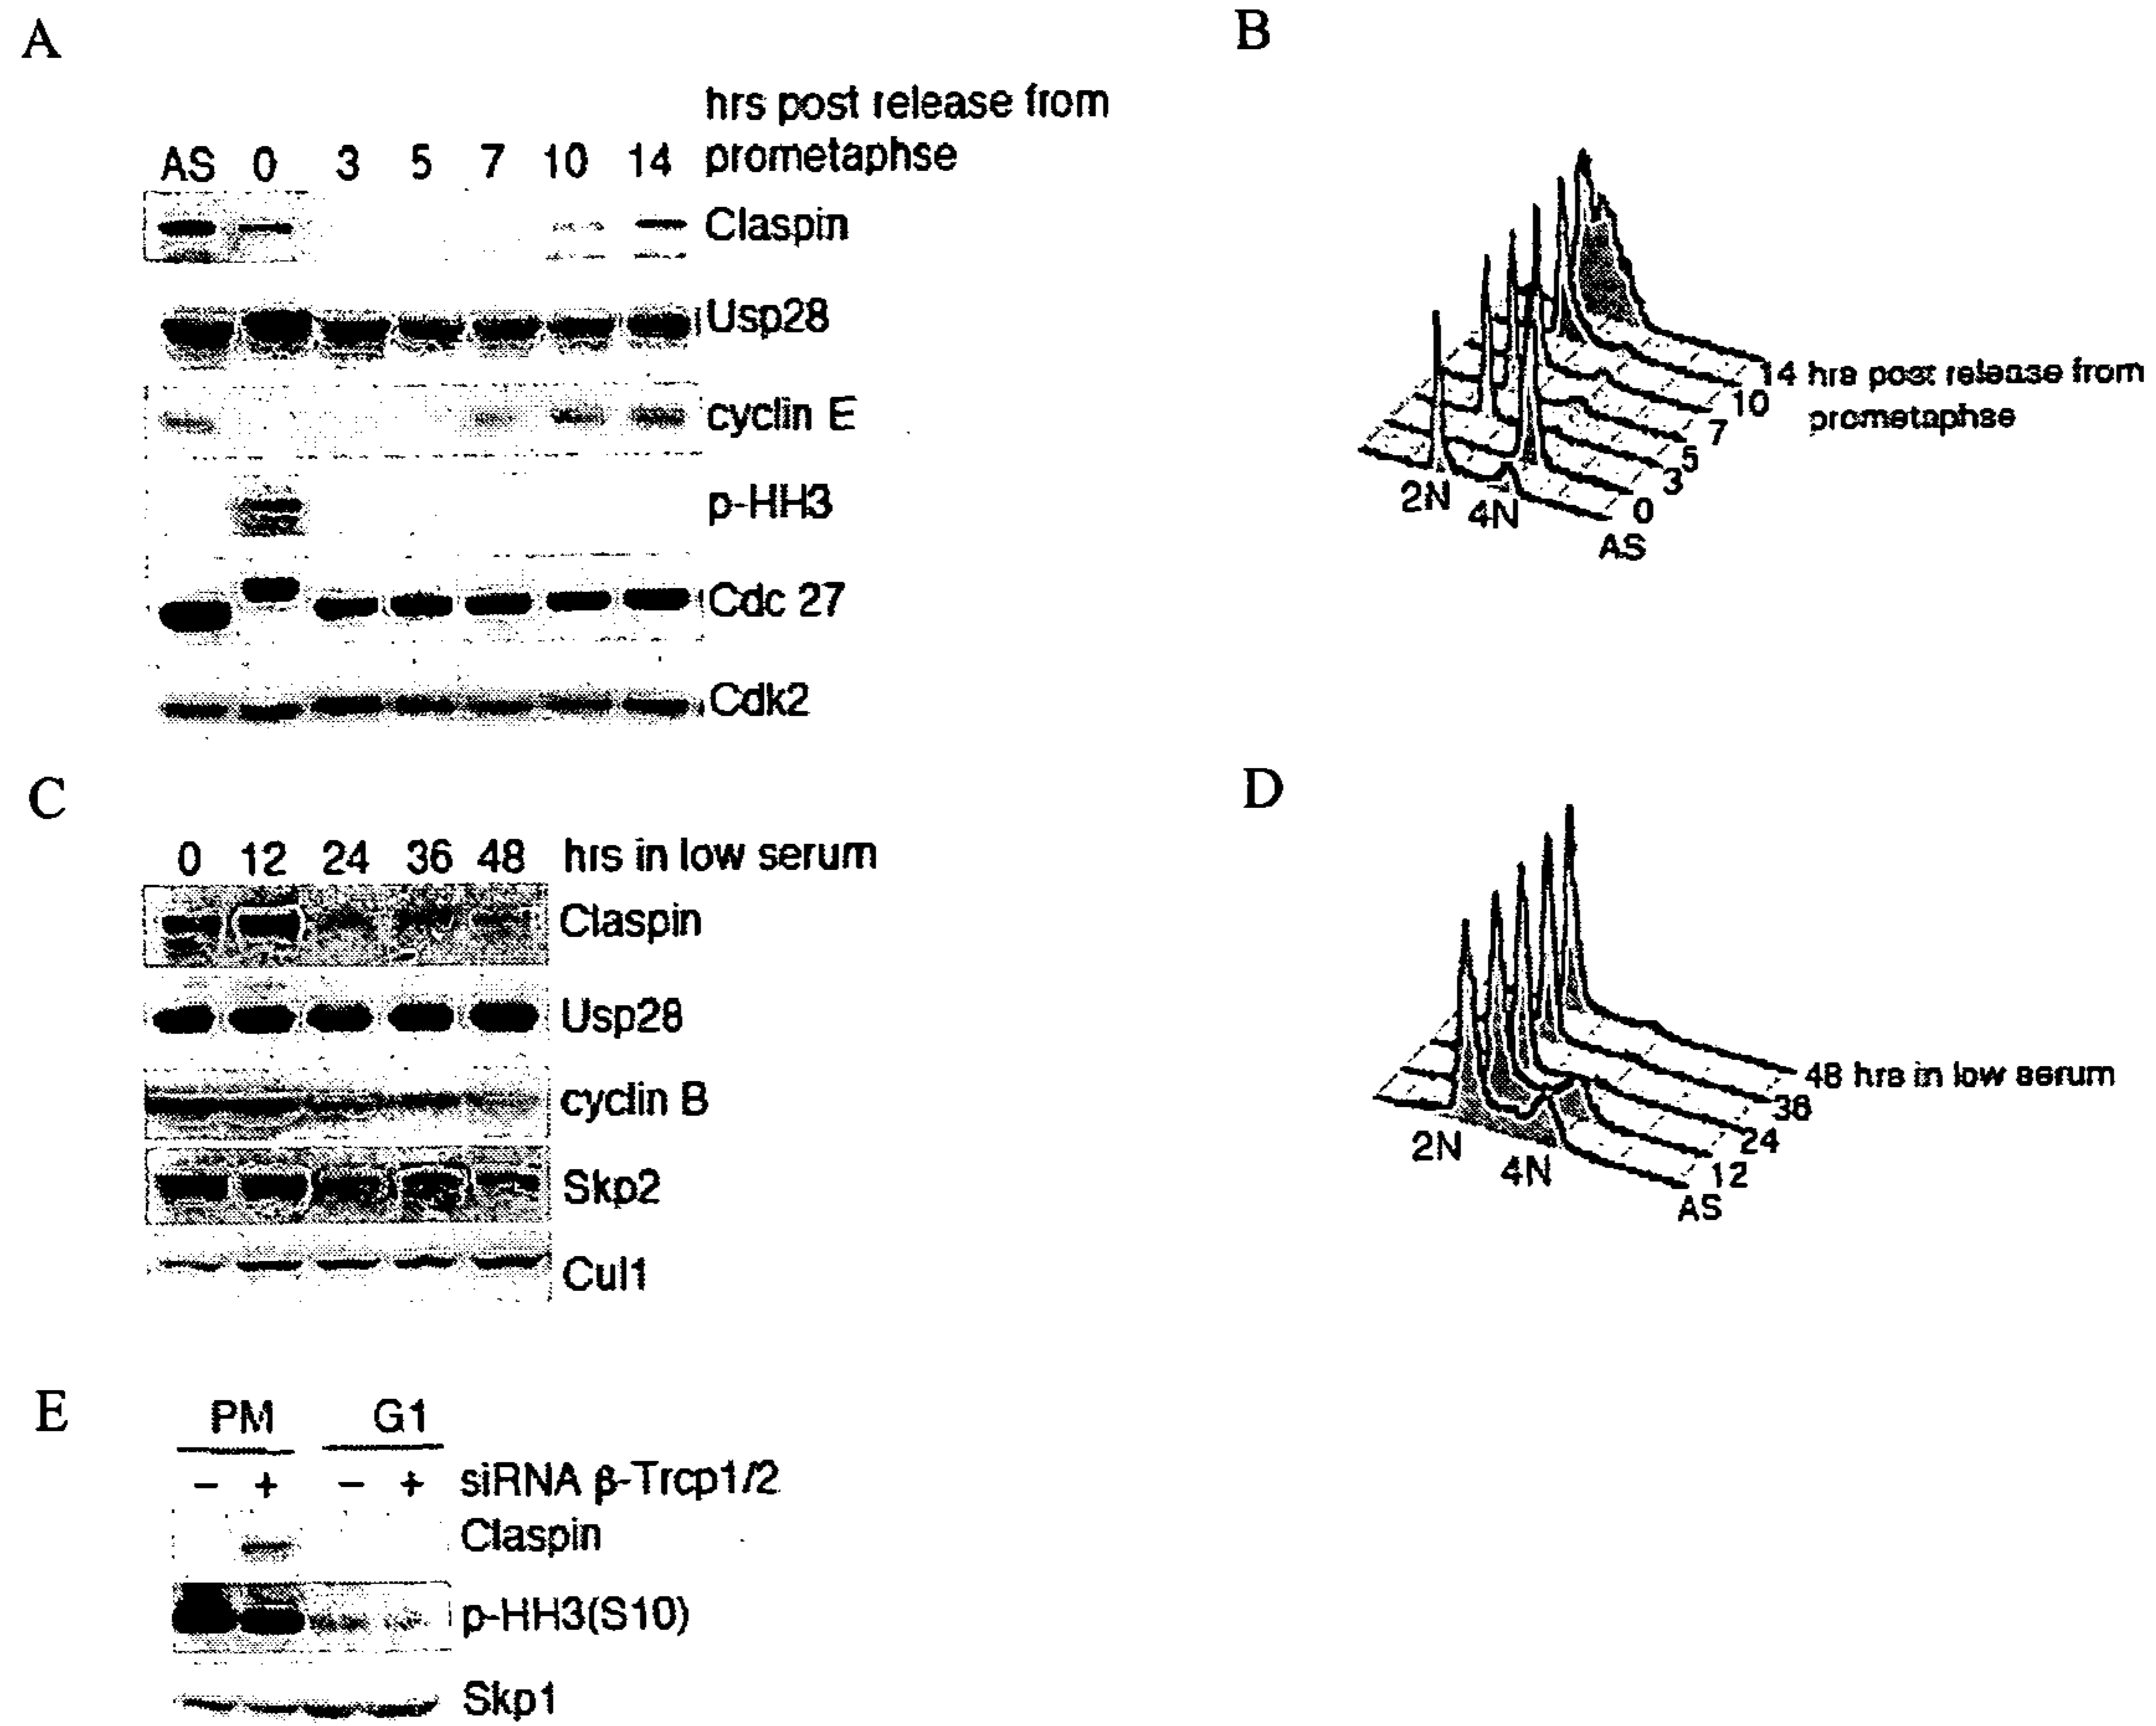 A
hrs post release from
AS 0 3 5 7 10 14 prometaphse
Claspin
Usp28
cyclin E
p-HH3
Cdc 27
Cdk2
B
14 hrs post release from
prometaphse
10
7
5
3
0
AS
2N 4N
C
0 12 24 36 48 hrs in low serum
Claspin
Usp28
cyclin B
Skp2
Cul1
D
48 hrs in low serum
36
24
12
AS
2N 4N
E
PM G1
− + − + siRNA β-Trcp1/2
Claspin
p-HH3(S10)
Skp1